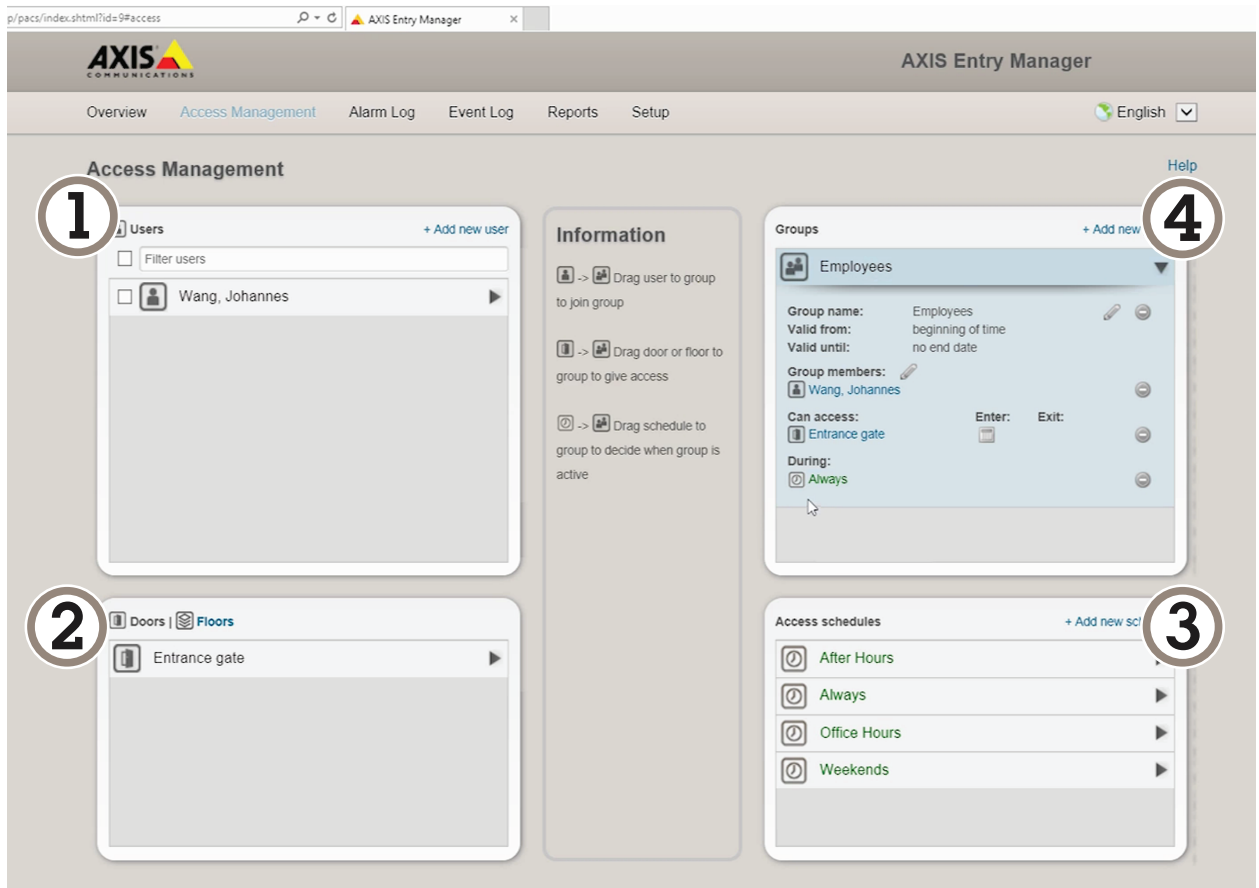 p/pacs/index.shtml?id=9#access
AXIS Entry Manager
AXIS
COMMUNICATIONS
AXIS Entry Manager
Overview Access Management Alarm Log Event Log Reports Setup
English
Access Management
Help
1
Users
+ Add new user
Filter users
Wang, Johannes
Information
-> Drag user to group
to join group
-> Drag door or floor to
group to give access
-> Drag schedule to
group to decide when group is
active
Groups
+ Add new
4
Employees
Group name: Employees
Valid from: beginning of time
Valid until: no end date
Group members:
Wang, Johannes
Can access: Enter: Exit:
Entrance gate
During:
Always
2
Doors | Floors
Entrance gate
Access schedules
+ Add new sc
3
After Hours
Always
Office Hours
Weekends